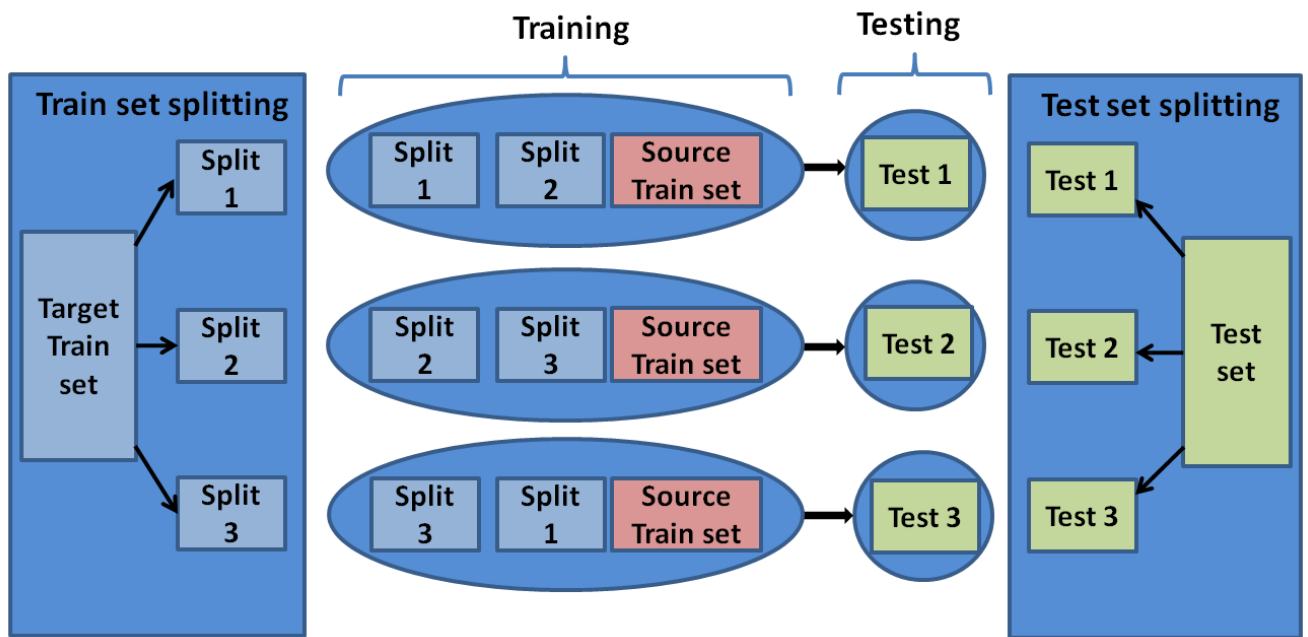 Training
Testing
Train set splitting
Split
1
Target
Train
set
Split
2
Split
3
Split
1
Split
2
Source
Train set
Test 1
Split
2
Split
3
Source
Train set
Test 2
Split
3
Split
1
Source
Train set
Test 3
Test set splitting
Test 1
Test 2
Test
set
Test 3